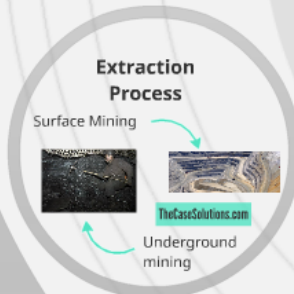 Extraction
Process
Surface Mining
TheCaseSolutions.com
Underground
mining